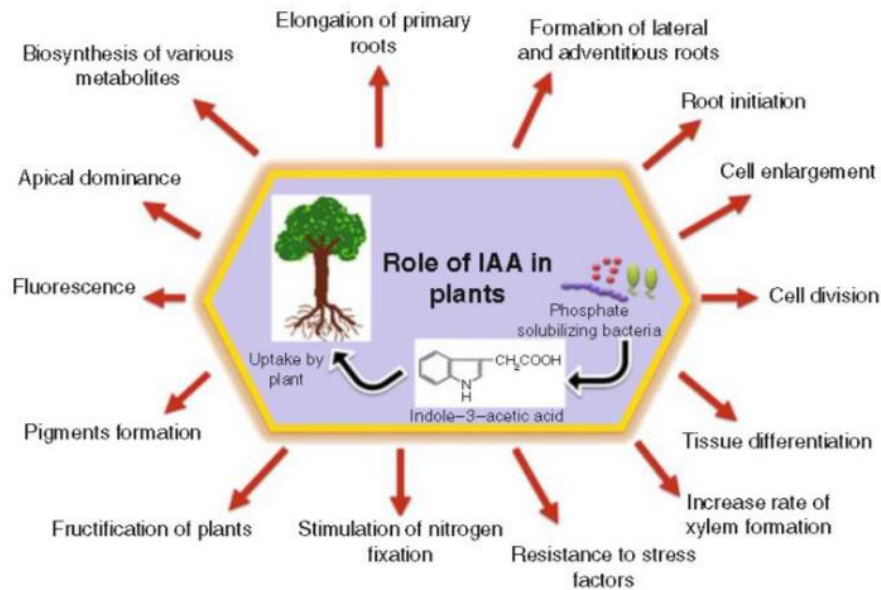 Elongation of primary
roots
Formation of lateral
and adventitious roots
Biosynthesis of various
metabolites
Root initiation
Apical dominance
Cell enlargement
Fluorescence
Cell division
Role of IAA in
plants
Phosphate
solubilizing bacteria
Uptake by
plant
CH2COOH
N
H
Indole–3–acetic acid
Pigments formation
Tissue differentiation
Fructification of plants
Stimulation of nitrogen
fixation
Resistance to stress
factors
Increase rate of
xylem formation